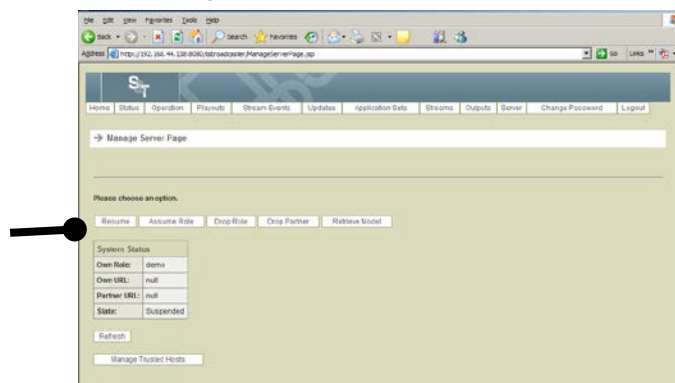 File Edit View Favorites Tools Help
Back Search Favorites
Address http://192.168.44.138:8080/tsbroadcaster/ManageServerPage.jsp Go Links
S&T
Home Status Operation Playouts Stream Events Updates Application Sets Streams Outputs Server Change Password Logout
Manage Server Page
Please choose an option.
Resume Assume Role Drop Role Drop Partner Retrieve Model
System Status
Own Role: demo
Own URL: null
Partner URL: null
State: Suspended
Refresh
Manage Trusted Hosts